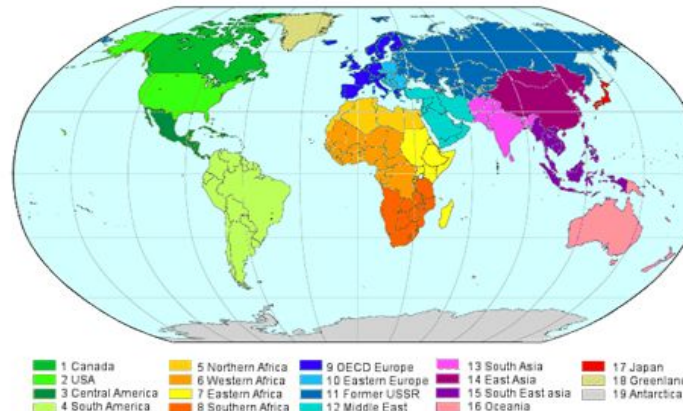 1 Canada
2 USA
3 Central America
4 South America
5 Northern Africa
6 Western Africa
7 Eastern Africa
8 Southern Africa
9 OECD Europe
10 Eastern Europe
11 Former USSR
12 Middle East
13 South Asia
14 East Asia
15 South East asia
16 Oceania
17 Japan
18 Greenland
19 Antarctica